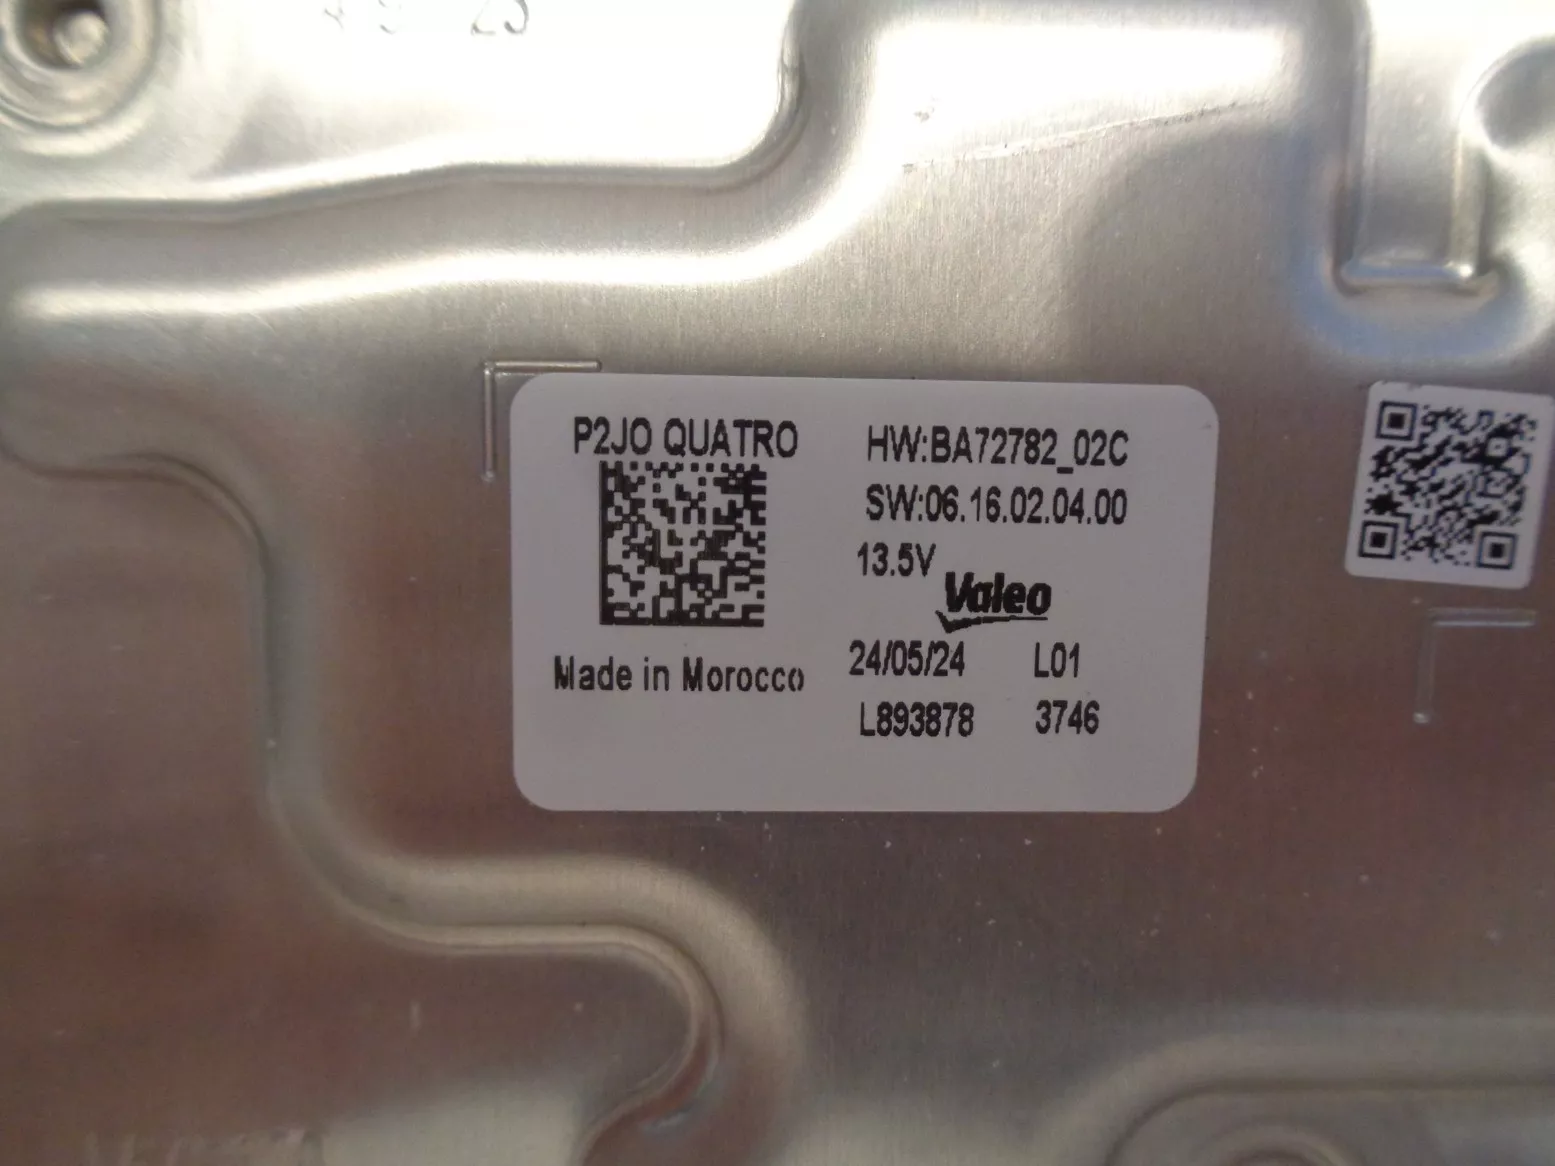 P2JO QUATRO
HW:BA72782_02C
SW:06.16.02.04.00
13.5V
Valeo
Made in Morocco
24/05/24 L01
L893878 3746